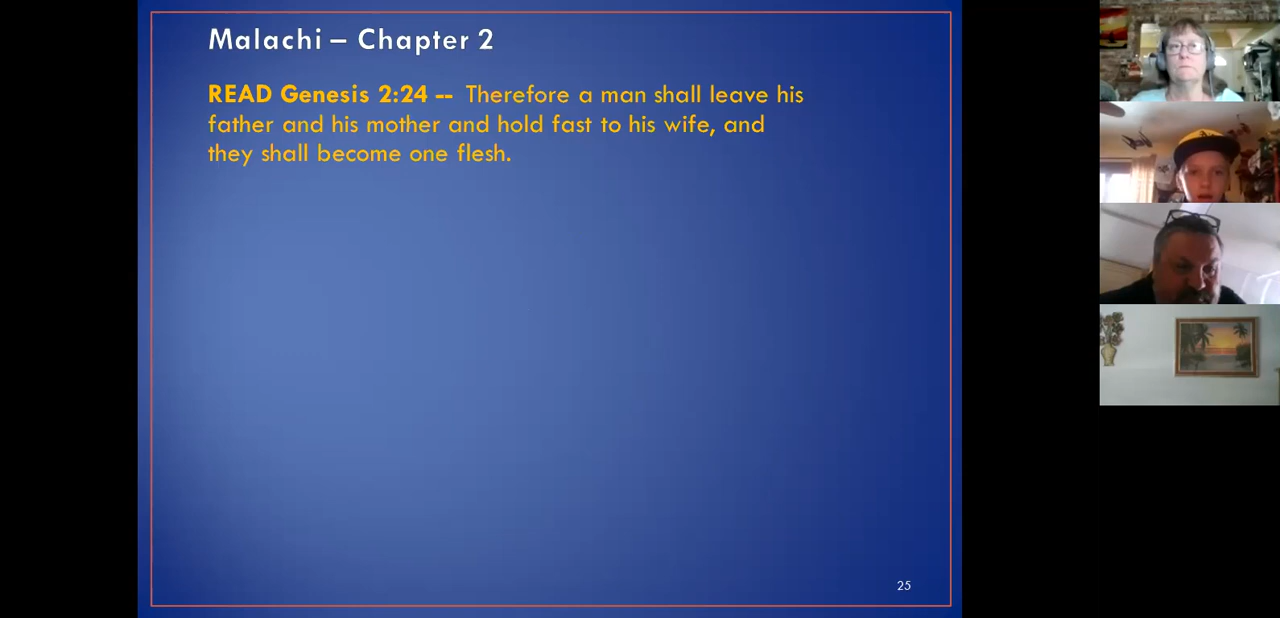 Malachi – Chapter 2
READ Genesis 2:24 -- Therefore a man shall leave his
father and his mother and hold fast to his wife, and
they shall become one flesh.
25